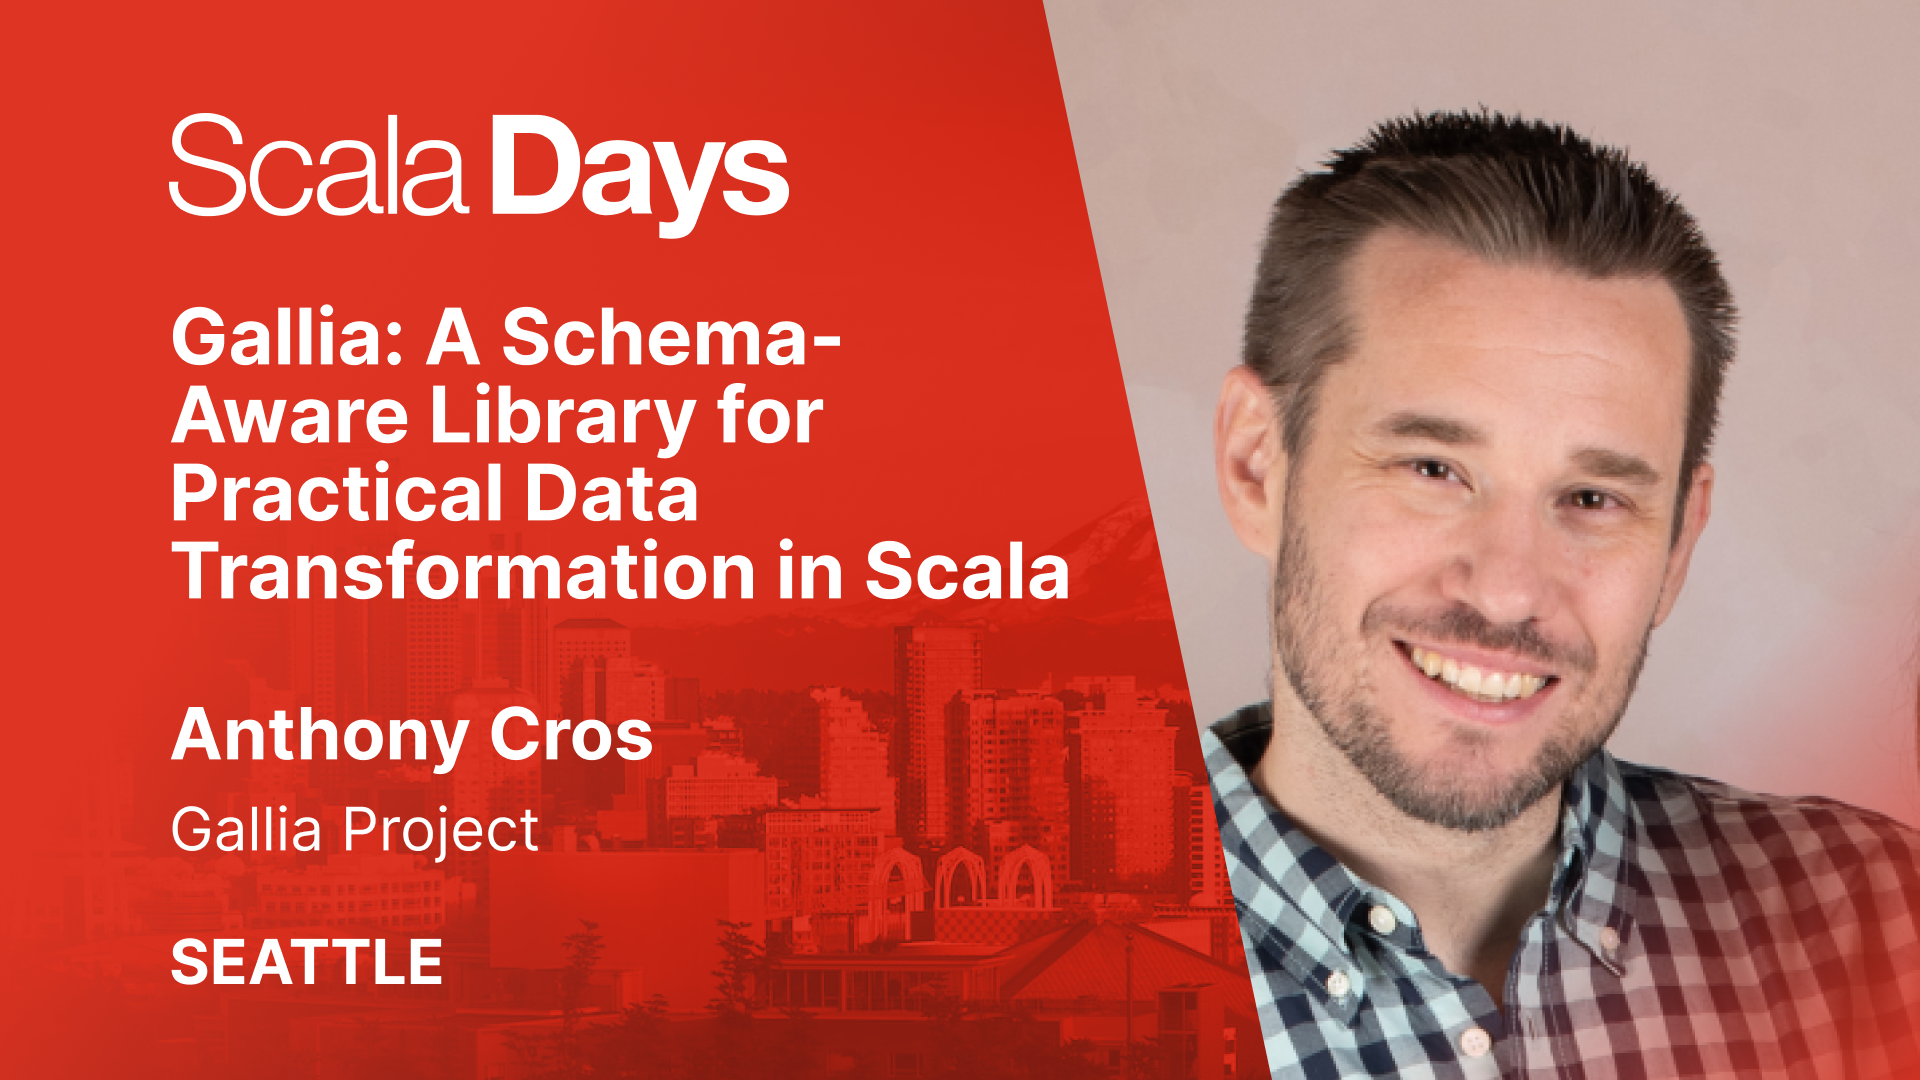 Scala Days
Gallia: A Schema-
Aware Library for
Practical Data
Transformation in Scala
Anthony Cros
Gallia Project
SEATTLE